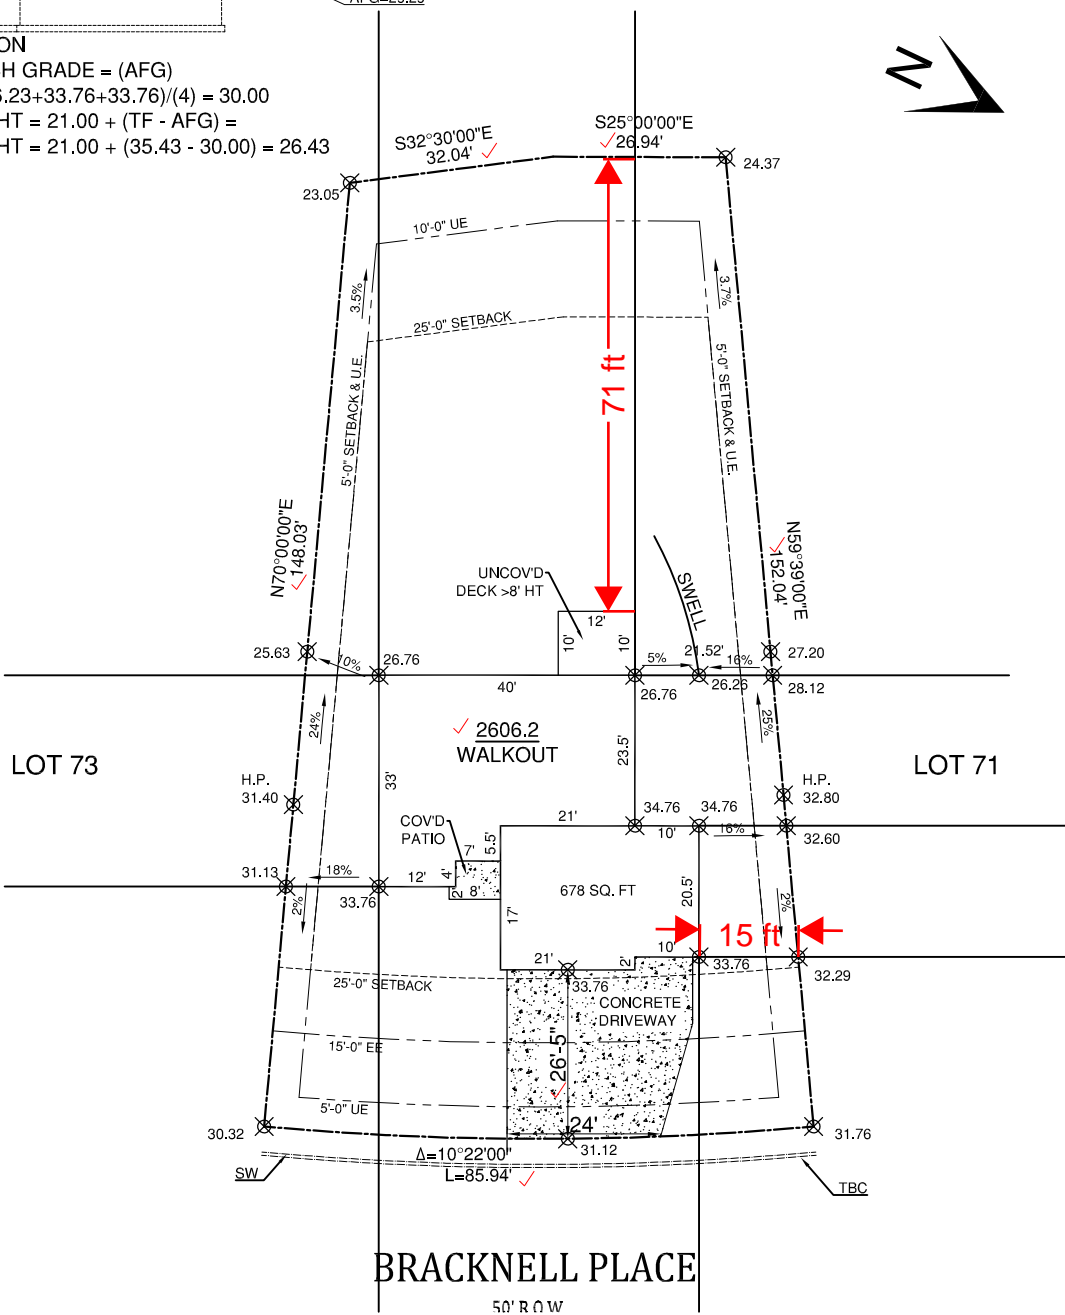 AFG=29.29
ON
H GRADE = (AFG)
6.23+33.76+33.76)/(4) = 30.00
HT = 21.00 + (TF - AFG) =
HT = 21.00 + (35.43 - 30.00) = 26.43
N
S32°30'00"E
32.04'
S25°00'00"E
26.94'
23.05
24.37
10'-0" UE
3.5%
3.7%
25'-0" SETBACK
5'-0" SETBACK & U.E.
5'-0" SETBACK & U.E.
71 ft
N70°00'00"E
148.03'
N59°39'00"E
152.04'
UNCOV'D
DECK >8' HT
12'
10'
10'
SWELL
25.63
10%
26.76
5%
21.52'
16%
27.20
40'
26.76
26.26
28.12
24%
2606.2
WALKOUT
23.5'
25%
LOT 73
LOT 71
H.P.
31.40
33'
H.P.
32.80
COV'D
PATIO
21'
34.76
34.76
10'
16%
32.60
7'
5.5'
31.13
18%
12'
4'
2'
8'
678 SQ. FT
33.76
2%
17'
20.5'
2%
15 ft
21'
2'
10'
33.76
32.29
25'-0" SETBACK
33.76
CONCRETE
DRIVEWAY
26'-5"
15'-0" EE
5'-0" UE
24'
30.32
31.12
31.76
Δ=10°22'00"
L=85.94'
SW
TBC
BRACKNELL PLACE
50' R.O.W